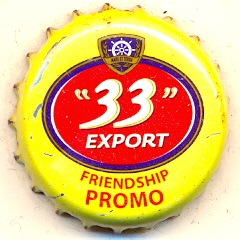 "33"
EXPORT
FRIENDSHIP
PROMO